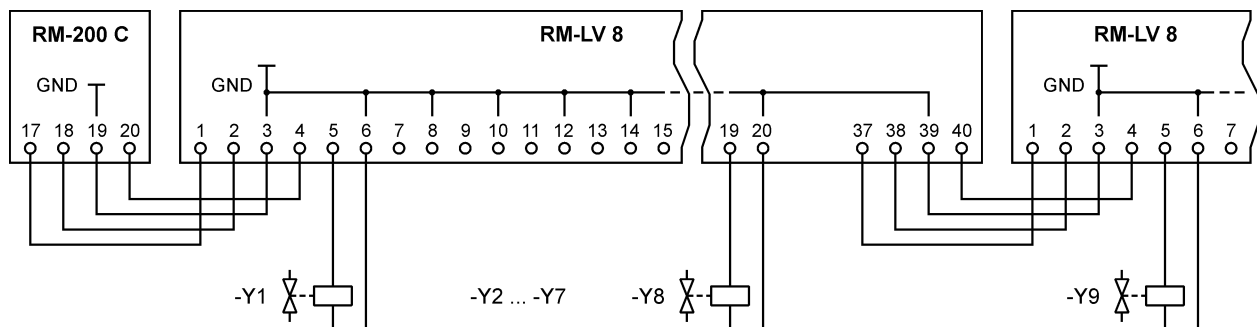 RM-200 C RM-LV 8 RM-LV 8
GND GND GND
17 18 19 20 1 2 3 4 5 6 7 8 9 10 11 12 13 14 15 19 20 37 38 39 40 1 2 3 4 5 6 7
-Y1 -Y2 ... -Y7 -Y8 -Y9